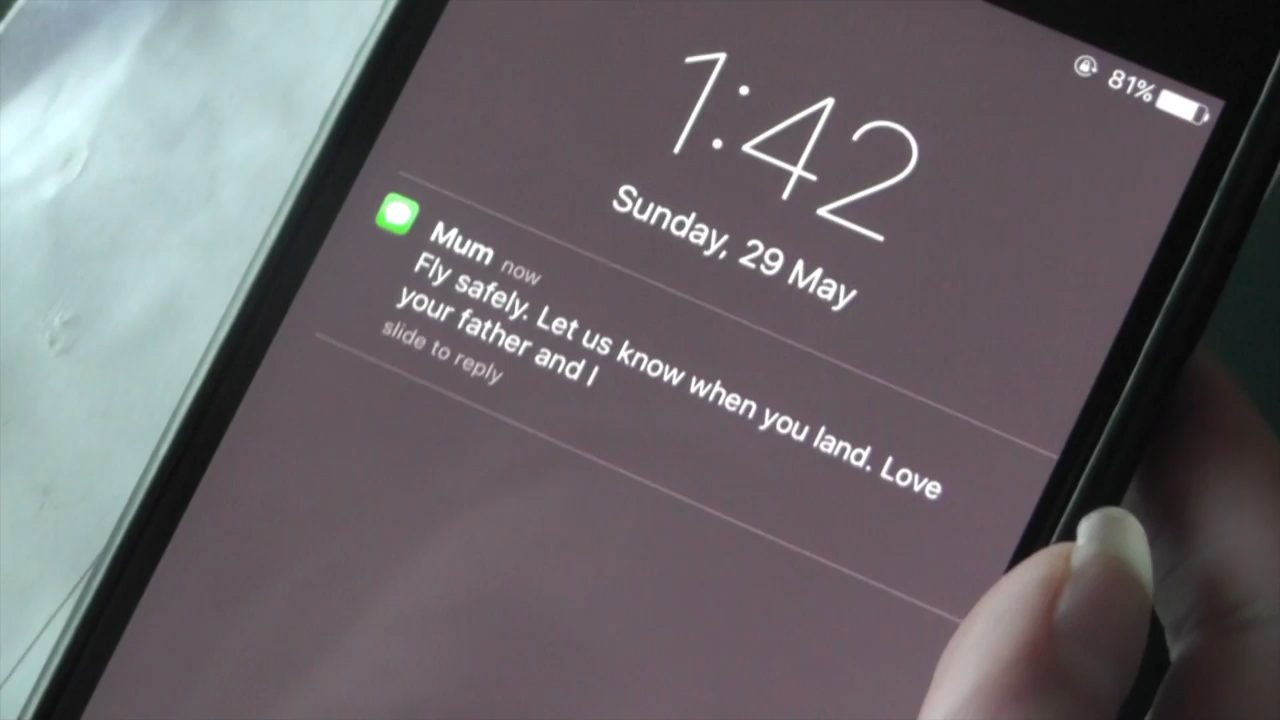 81%
1:42
Sunday, 29 May
Mum now
Fly safely. Let us know when you land. Love
your father and I
slide to reply